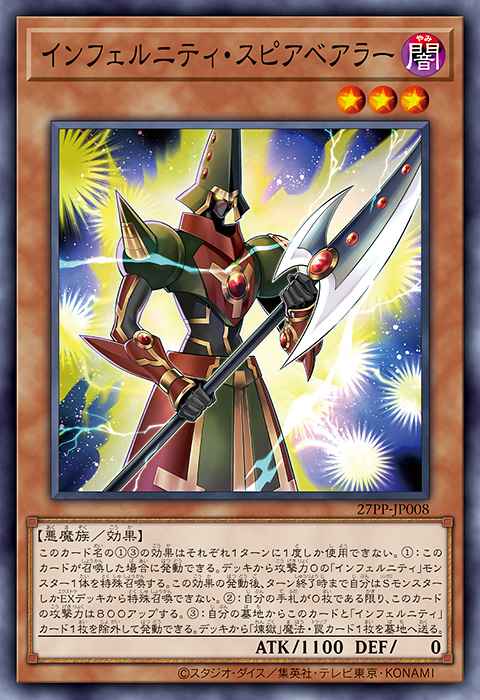 インフェルニティ・スピアベアラー
やみ
闇
27PP-JP008
【悪魔族／効果】
このカード名の①③の効果はそれぞれ1ターンに1度しか使用できない。①：この
カードが召喚した場合に発動できる。デッキから攻撃力0の「インフェルニティ」モン
スター1体を特殊召喚する。この効果の発動後、ターン終了時まで自分はSモンスター
しかEXデッキから特殊召喚できない。②：自分の手札が0枚である限り、このカード
の攻撃力は800アップする。③：自分の墓地からこのカードと「インフェルニティ」
カード1枚を除外して発動できる。デッキから「煉獄」魔法・罠カード1枚を墓地へ送る。
ATK/1100 DEF/ 0
©スタジオ・ダイス／集英社・テレビ東京・KONAMI